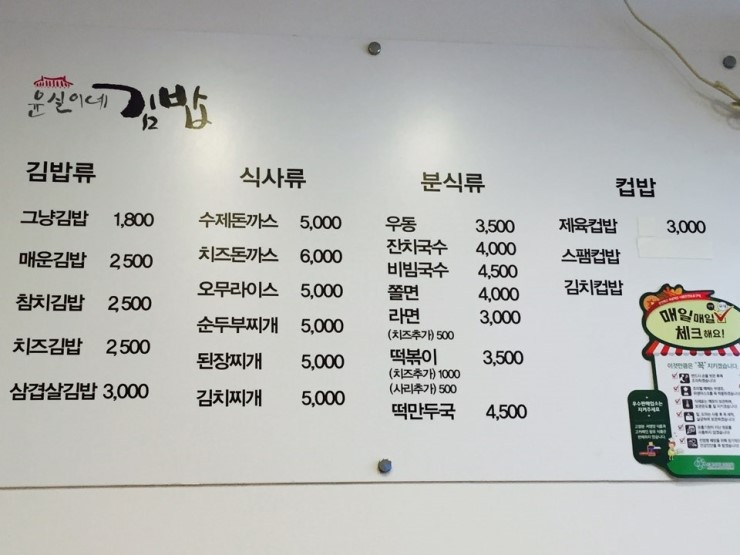 윤실이네 김밥
김밥류
그냥김밥 1,800
매운김밥 2,500
참치김밥 2,500
치즈김밥 2,500
삼겹살김밥 3,000
식사류
수제돈까스 5,000
치즈돈까스 6,000
오무라이스 5,000
순두부찌개 5,000
된장찌개 5,000
김치찌개 5,000
분식류
우동 3,500
잔치국수 4,000
비빔국수 4,500
쫄면 4,000
라면 3,000
(치즈추가) 500
떡볶이 3,500
(치즈추가) 1000
(사리추가) 500
떡만두국 4,500
컵밥
제육컵밥 3,000
스팸컵밥
김치컵밥
매일매일
체크해요!